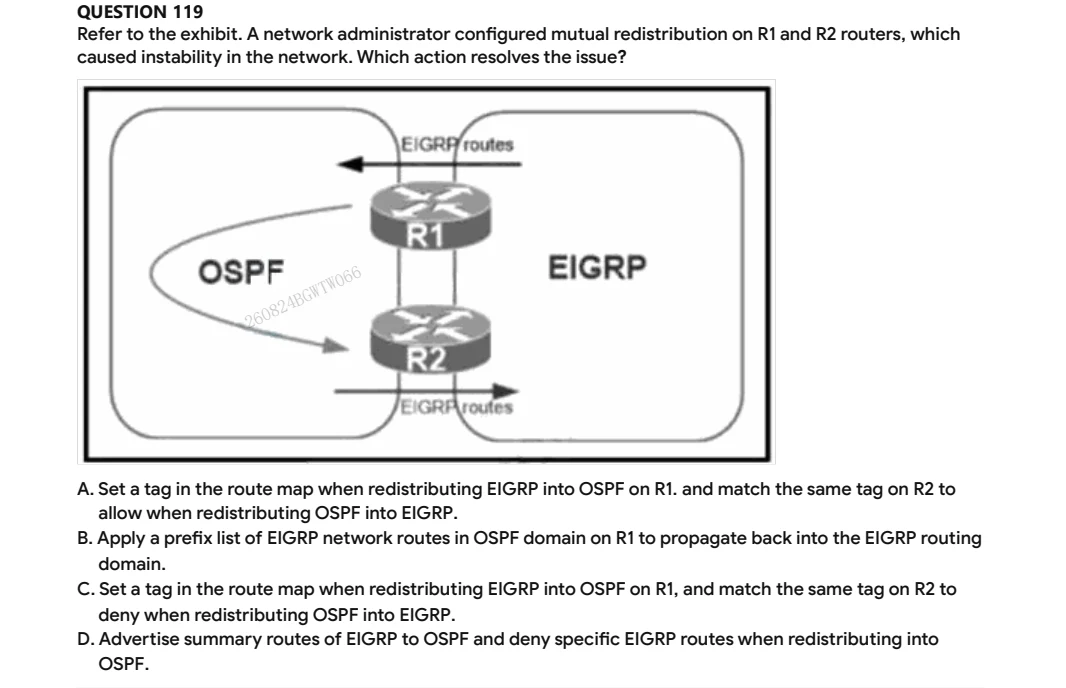 QUESTION 119
Refer to the exhibit. A network administrator configured mutual redistribution on R1 and R2 routers, which
caused instability in the network. Which action resolves the issue?
EIGRP routes
R1
OSPF
EIGRP
260824BGWTW066
R2
EIGRP routes
A. Set a tag in the route map when redistributing EIGRP into OSPF on R1. and match the same tag on R2 to
allow when redistributing OSPF into EIGRP.
B. Apply a prefix list of EIGRP network routes in OSPF domain on R1 to propagate back into the EIGRP routing
domain.
C. Set a tag in the route map when redistributing EIGRP into OSPF on R1, and match the same tag on R2 to
deny when redistributing OSPF into EIGRP.
D. Advertise summary routes of EIGRP to OSPF and deny specific EIGRP routes when redistributing into
OSPF.